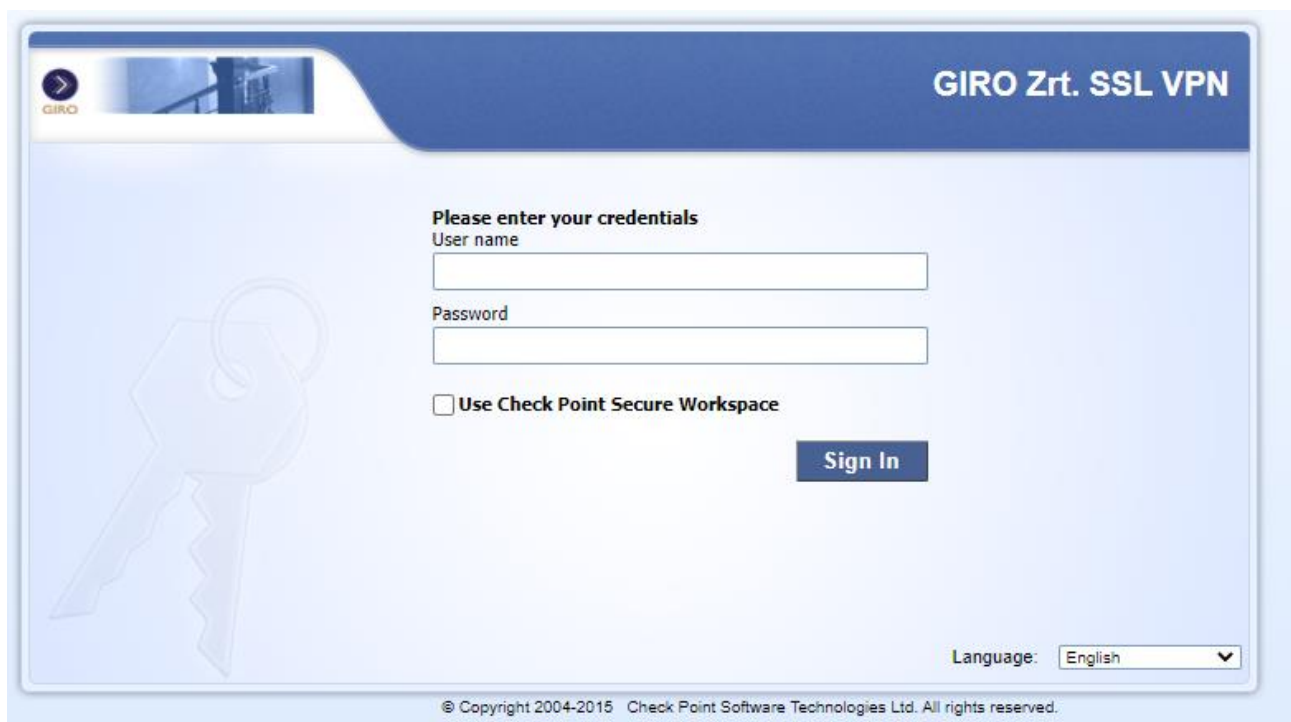 GIRO
GIRO Zrt. SSL VPN
Please enter your credentials
User name
Password
Use Check Point Secure Workspace
Sign In
Language: English
© Copyright 2004-2015 Check Point Software Technologies Ltd. All rights reserved.